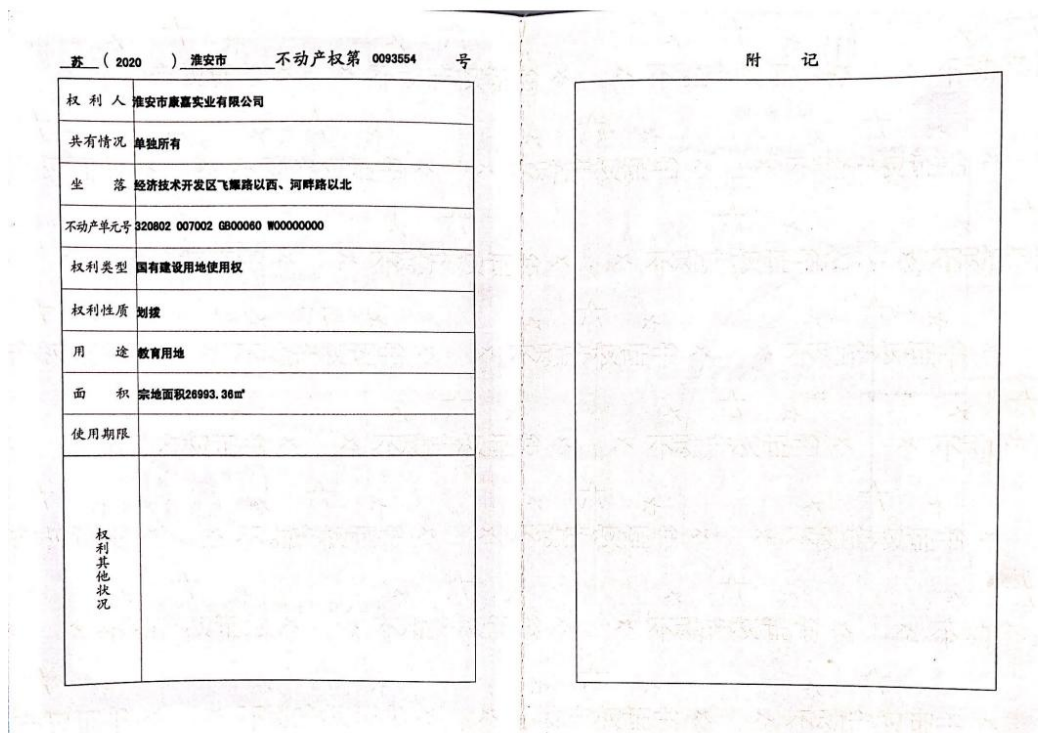 苏 ( 2020 ) 淮安市 不动产权第 0093554 号
权利人 淮安市康嘉实业有限公司
共有情况 单独所有
坐落 经济技术开发区飞耀路以西、河畔路以北
不动产单元号 320802 007002 GB00060 W00000000
权利类型 国有建设用地使用权
权利性质 划拨
用途 教育用地
面积 宗地面积26993.36㎡
使用期限
权利其他状况
附记